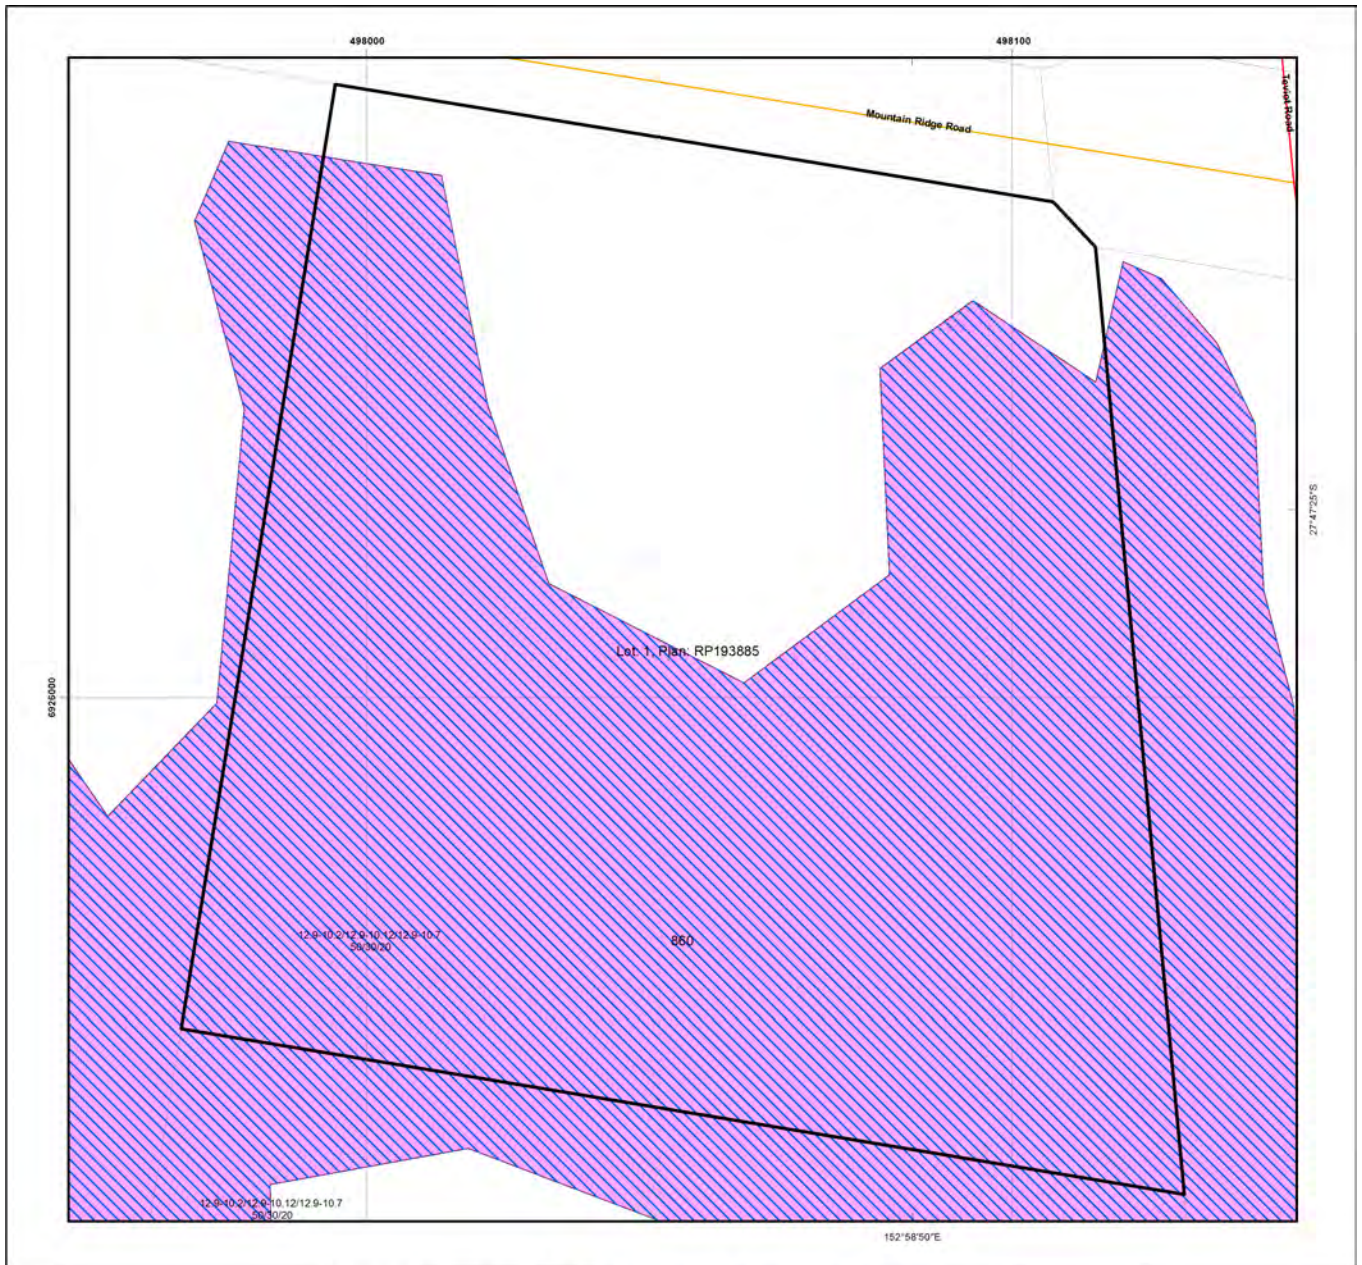 498000
498100
Teviot Road
Mountain Ridge Road
27°47'25"S
Lot: 1, Plan: RP193885
6926000
12.9-10.2/12.9-10.12/12.9-10.7
50/30/20
860
12.9-10.2/12.9-10.12/12.9-10.7
50/30/20
152°58'50"E